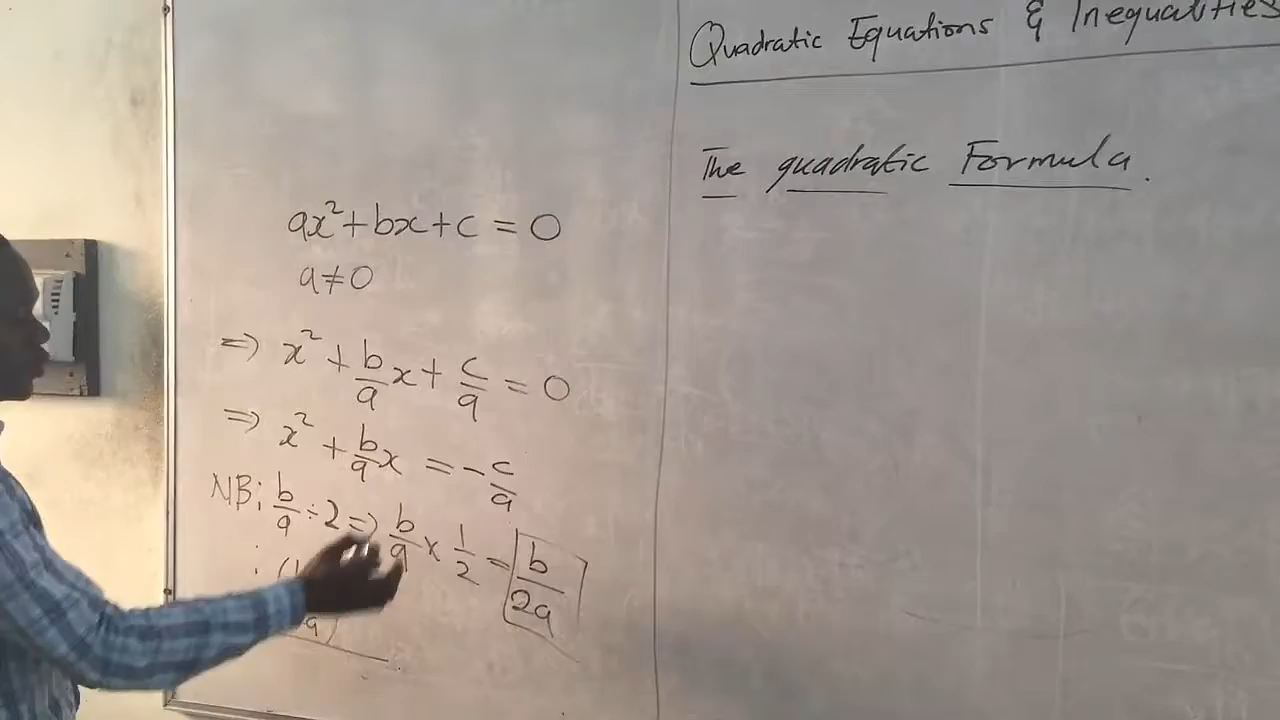 Quadratic Equations & Inequalities
The quadratic Formula.
ax² + bx + c = 0
a ≠ 0
⇒ x² + b/a x + c/a = 0
⇒ x² + b/a x = - c/a
NB; b/a ÷ 2 ⇒ b/a × 1/2 = b/2a